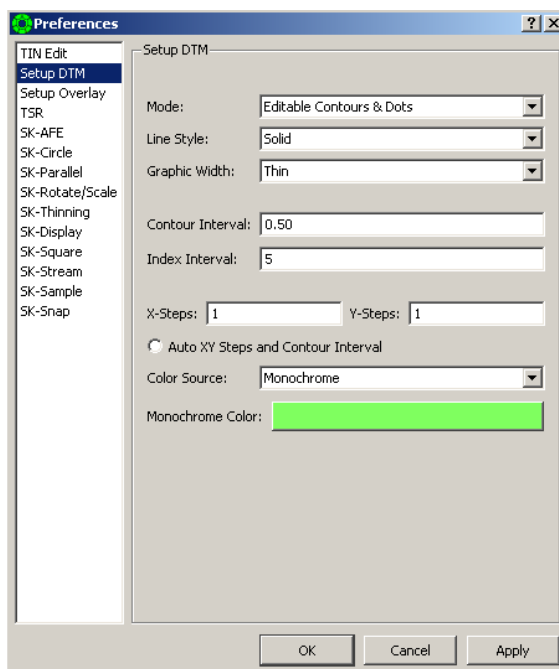 Preferences
TIN Edit
Setup DTM
Setup Overlay
TSR
SK-AFE
SK-Circle
SK-Parallel
SK-Rotate/Scale
SK-Thinning
SK-Display
SK-Square
SK-Stream
SK-Sample
SK-Snap
Setup DTM
Mode: Editable Contours & Dots
Line Style: Solid
Graphic Width: Thin
Contour Interval: 0.50
Index Interval: 5
X-Steps: 1 Y-Steps: 1
Auto XY Steps and Contour Interval
Color Source: Monochrome
Monochrome Color:
OK Cancel Apply